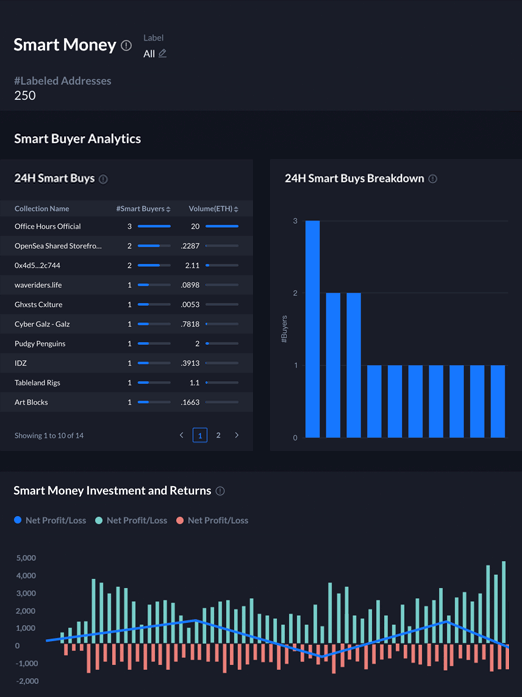 Smart Money
Label
All
#Labeled Addresses
250
Smart Buyer Analytics
24H Smart Buys
Collection Name #Smart Buyers Volume(ETH)
Office Hours Official 3 20
OpenSea Shared Storefro... 2 .2287
0x4d5...2c744 2 2.11
waveriders.life 1 .0898
Ghxsts Cxlture 1 .0053
Cyber Galz - Galz 1 .7818
Pudgy Penguins 1 2
IDZ 1 .3913
Tableland Rigs 1 1.1
Art Blocks 1 .1663
Showing 1 to 10 of 14 < 1 2 >
24H Smart Buys Breakdown
3
2
1
0
#Buyers
Smart Money Investment and Returns
Net Profit/Loss Net Profit/Loss Net Profit/Loss
5,000
4,000
3,000
2,000
1,000
0
-1,000
-2,000